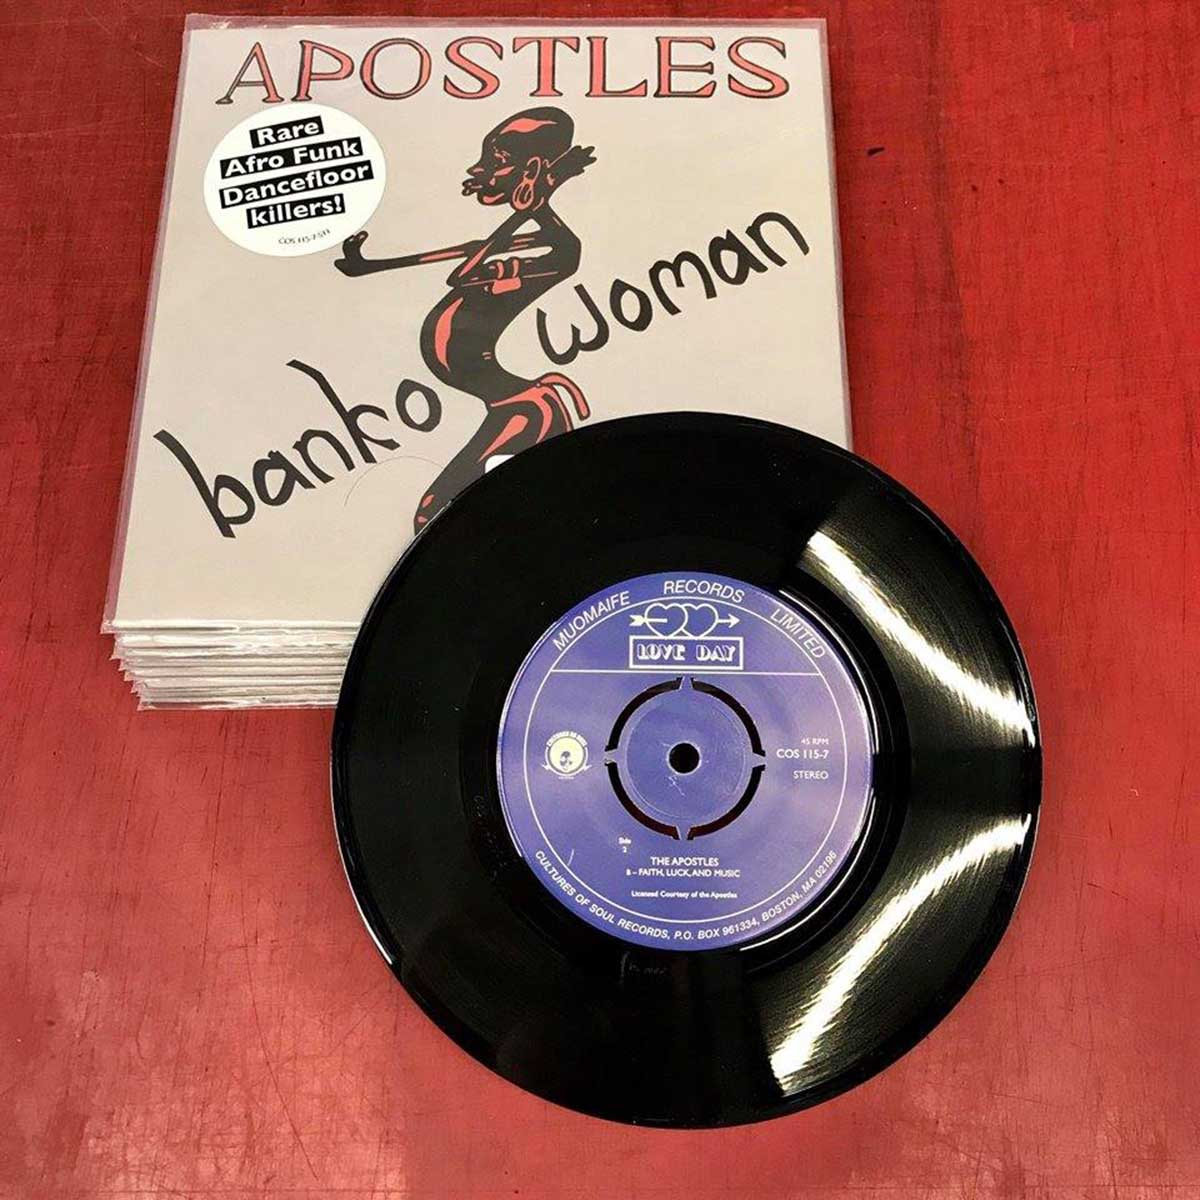 APOSTLES
Rare
Afro Funk
Dancefloor
killers!
banko woman
MUOMAIFE RECORDS LIMITED
LOVE DAY
45 RPM
COS 115-7
STEREO
Side
2
THE APOSTLES
B – FAITH, LUCK, AND MUSIC
Licensed Courtesy of the Apostles
CULTURES OF SOUL RECORDS, P.O. BOX 961334, BOSTON, MA 02196